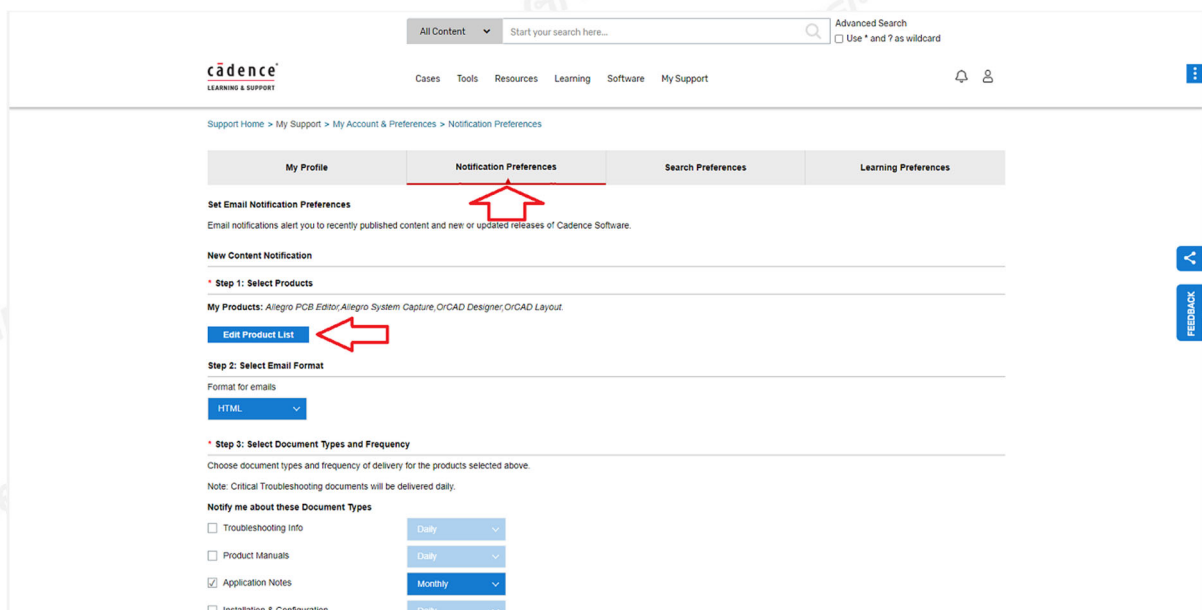 All Content
Start your search here...
Advanced Search
Use * and ? as wildcard
cādence®
LEARNING & SUPPORT
Cases Tools Resources Learning Software My Support
Support Home > My Support > My Account & Preferences > Notification Preferences
My Profile Notification Preferences Search Preferences Learning Preferences
Set Email Notification Preferences
Email notifications alert you to recently published content and new or updated releases of Cadence Software.
New Content Notification
* Step 1: Select Products
My Products: Allegro PCB Editor,Allegro System Capture,OrCAD Designer,OrCAD Layout.
Edit Product List
FEEDBACK
Step 2: Select Email Format
Format for emails
HTML
* Step 3: Select Document Types and Frequency
Choose document types and frequency of delivery for the products selected above.
Note: Critical Troubleshooting documents will be delivered daily.
Notify me about these Document Types
Troubleshooting Info Daily
Product Manuals Daily
Application Notes Monthly
Installation & Configuration Daily